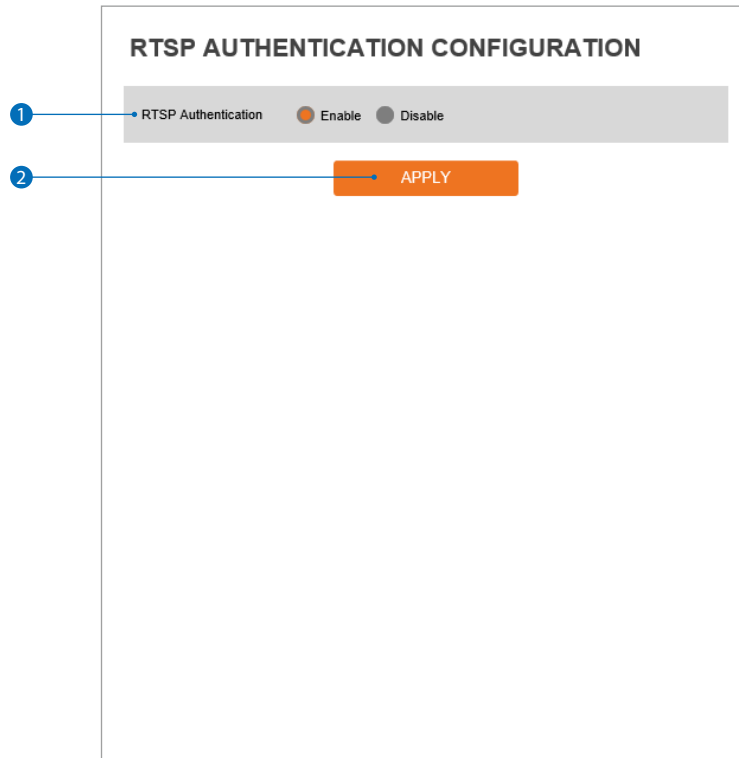 RTSP AUTHENTICATION CONFIGURATION
1 RTSP Authentication Enable Disable
2 APPLY